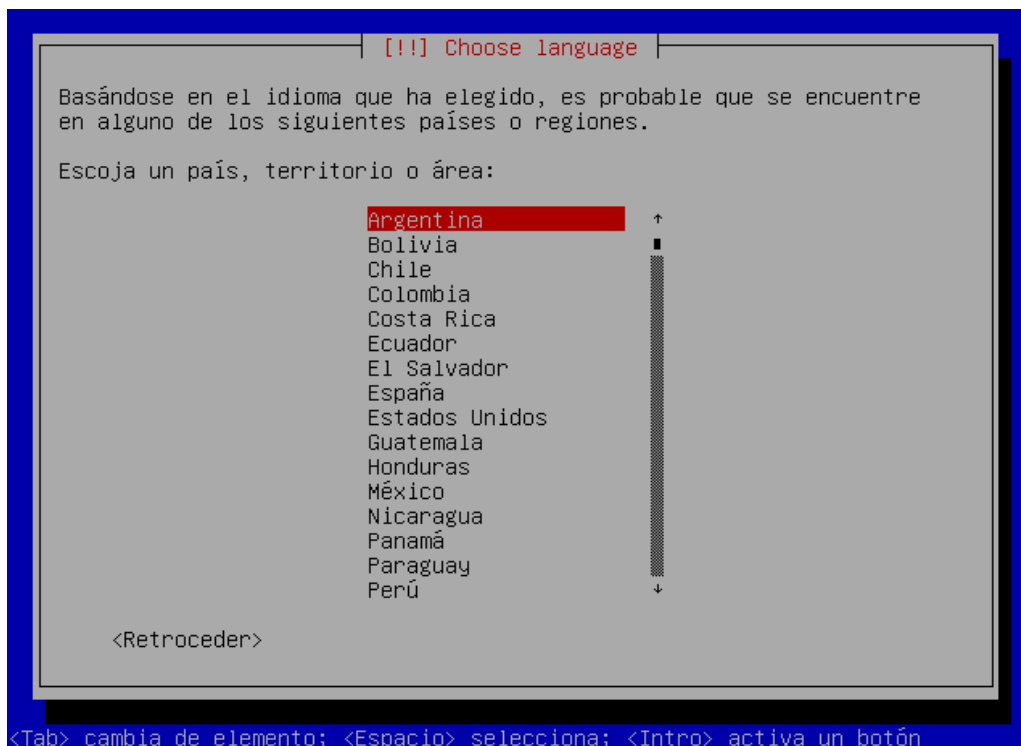 [!!] Choose language
Basándose en el idioma que ha elegido, es probable que se encuentre
en alguno de los siguientes países o regiones.
Escoja un país, territorio o área:
Argentina
Bolivia
Chile
Colombia
Costa Rica
Ecuador
El Salvador
España
Estados Unidos
Guatemala
Honduras
México
Nicaragua
Panamá
Paraguay
Perú
<Retroceder>
<Tab> cambia de elemento; <Espacio> selecciona; <Intro> activa un botón